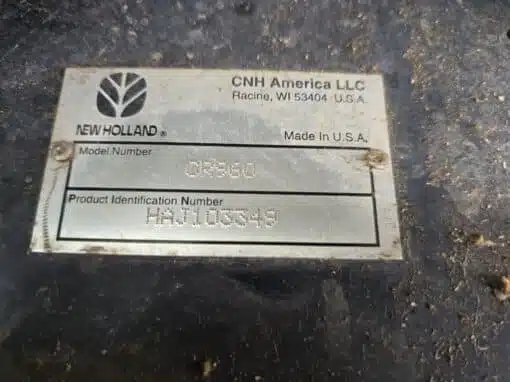 CNH America LLC
Racine, WI 53404 U.S.A.
NEW HOLLAND®
Made in U.S.A.
Model Number
CR960
Product Identification Number
HAJ103349